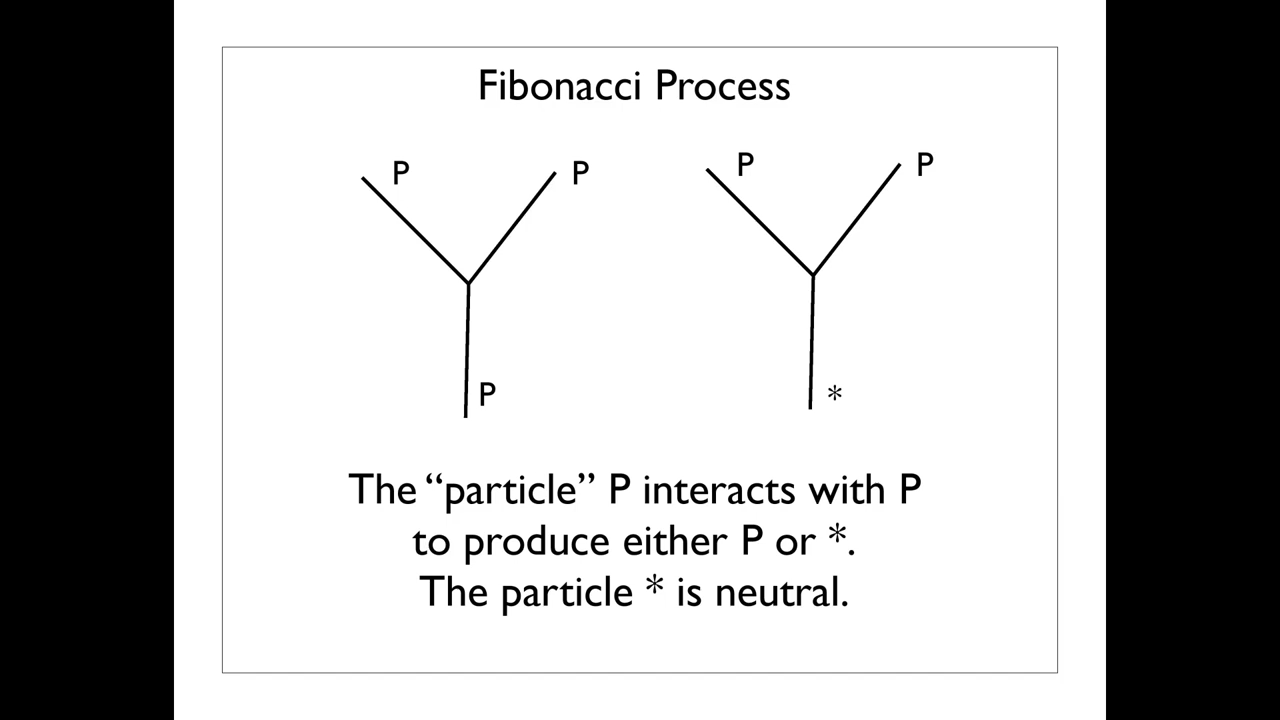 Fibonacci Process
P P P P
P *
The “particle” P interacts with P
to produce either P or *.
The particle * is neutral.